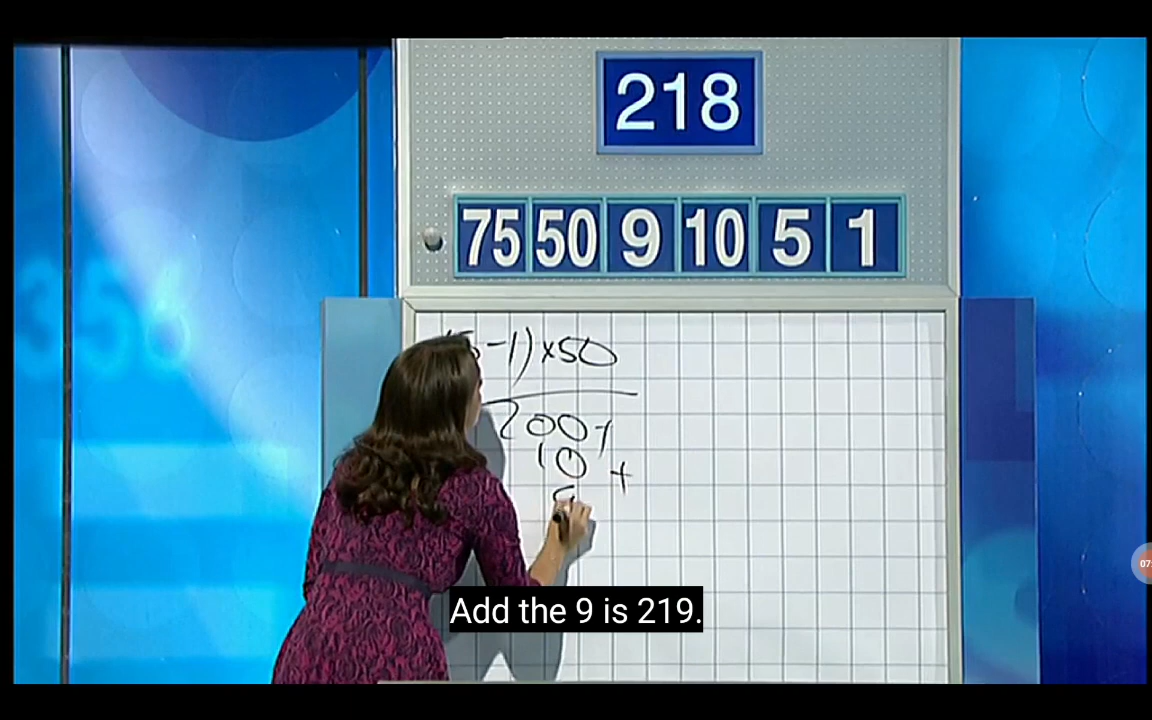 218
75 50 9 10 5 1
-1)×50
200+
10 +
Add the 9 is 219.